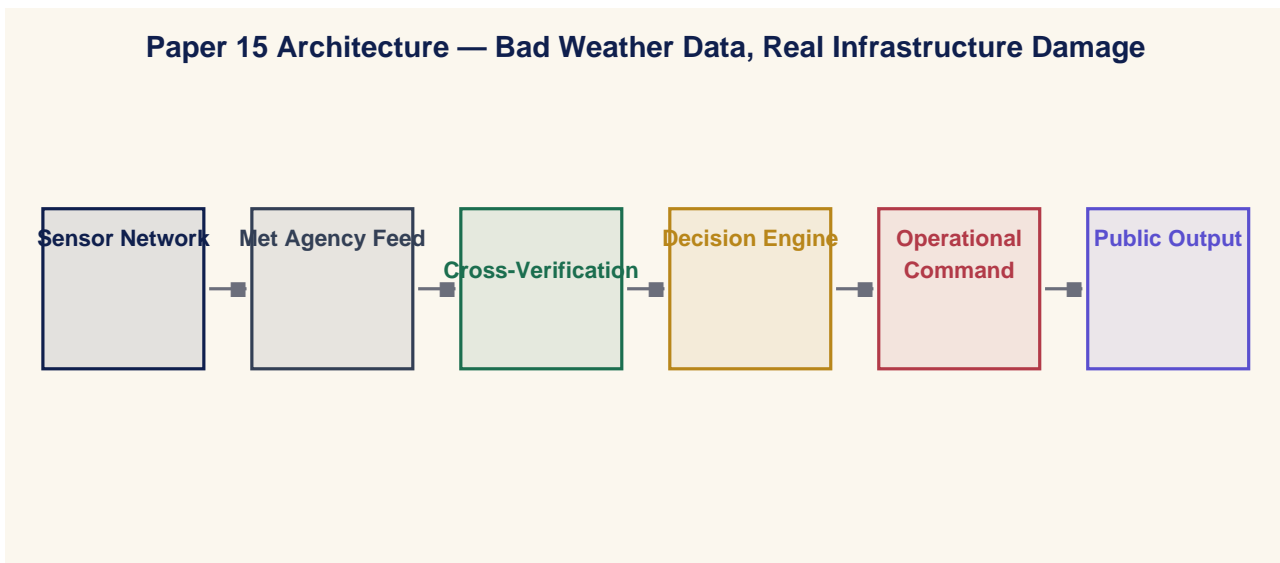 Paper 15 Architecture — Bad Weather Data, Real Infrastructure Damage
Sensor Network
Met Agency Feed
Cross-Verification
Decision Engine
Operational
Command
Public Output